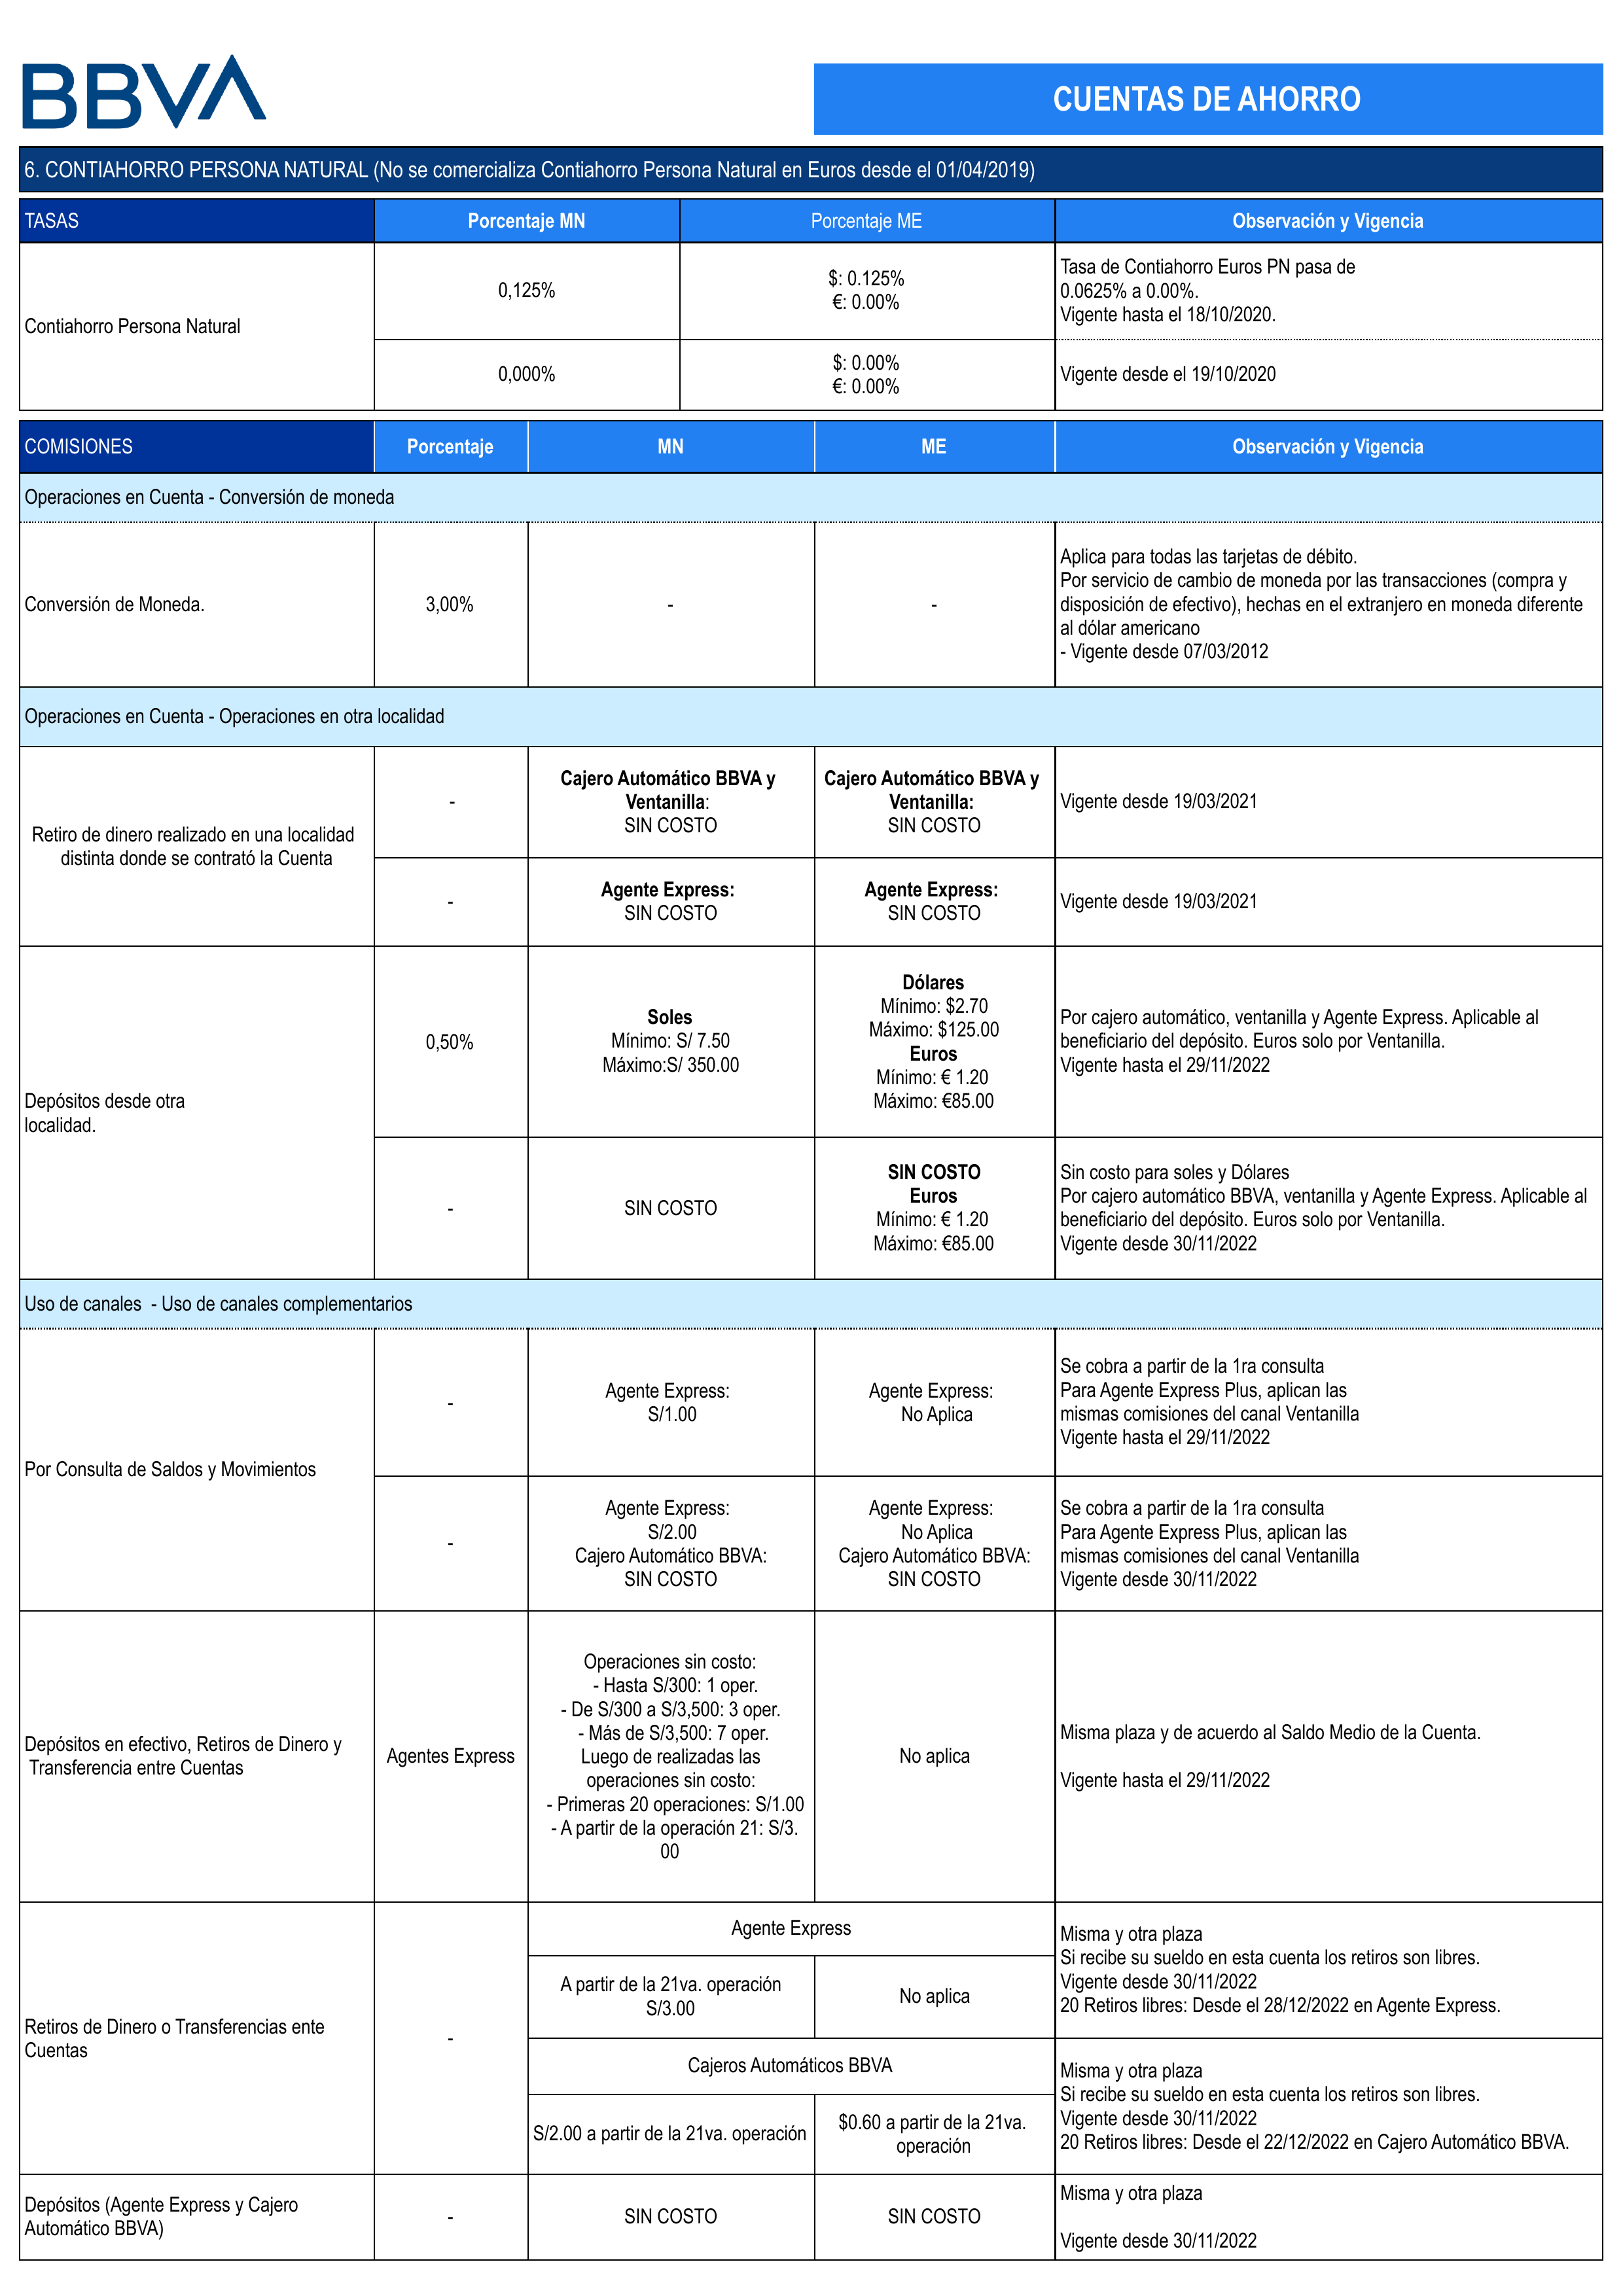 BBVA
CUENTAS DE AHORRO
6. CONTIAHORRO PERSONA NATURAL (No se comercializa Contiahorro Persona Natural en Euros desde el 01/04/2019)
TASAS
Porcentaje MN
Porcentaje ME
Observación y Vigencia
Contiahorro Persona Natural
0,125%
$: 0.125%
€: 0.00%
Tasa de Contiahorro Euros PN pasa de
0.0625% a 0.00%.
Vigente hasta el 18/10/2020.
0,000%
$: 0.00%
€: 0.00%
Vigente desde el 19/10/2020
COMISIONES
Porcentaje
MN
ME
Observación y Vigencia
Operaciones en Cuenta - Conversión de moneda
Conversión de Moneda.
3,00%
-
-
Aplica para todas las tarjetas de débito.
Por servicio de cambio de moneda por las transacciones (compra y
disposición de efectivo), hechas en el extranjero en moneda diferente
al dólar americano
- Vigente desde 07/03/2012
Operaciones en Cuenta - Operaciones en otra localidad
Retiro de dinero realizado en una localidad
distinta donde se contrató la Cuenta
-
Cajero Automático BBVA y
Ventanilla:
SIN COSTO
Cajero Automático BBVA y
Ventanilla:
SIN COSTO
Vigente desde 19/03/2021
-
Agente Express:
SIN COSTO
Agente Express:
SIN COSTO
Vigente desde 19/03/2021
Depósitos desde otra
localidad.
0,50%
Soles
Mínimo: S/ 7.50
Máximo:S/ 350.00
Dólares
Mínimo: $2.70
Máximo: $125.00
Euros
Mínimo: € 1.20
Máximo: €85.00
Por cajero automático, ventanilla y Agente Express. Aplicable al
beneficiario del depósito. Euros solo por Ventanilla.
Vigente hasta el 29/11/2022
-
SIN COSTO
SIN COSTO
Euros
Mínimo: € 1.20
Máximo: €85.00
Sin costo para soles y Dólares
Por cajero automático BBVA, ventanilla y Agente Express. Aplicable al
beneficiario del depósito. Euros solo por Ventanilla.
Vigente desde 30/11/2022
Uso de canales  - Uso de canales complementarios
Por Consulta de Saldos y Movimientos
-
Agente Express:
S/1.00
Agente Express:
No Aplica
Se cobra a partir de la 1ra consulta
Para Agente Express Plus, aplican las
mismas comisiones del canal Ventanilla
Vigente hasta el 29/11/2022
-
Agente Express:
S/2.00
Cajero Automático BBVA:
SIN COSTO
Agente Express:
No Aplica
Cajero Automático BBVA:
SIN COSTO
Se cobra a partir de la 1ra consulta
Para Agente Express Plus, aplican las
mismas comisiones del canal Ventanilla
Vigente desde 30/11/2022
Depósitos en efectivo, Retiros de Dinero y
Transferencia entre Cuentas
Agentes Express
Operaciones sin costo:
- Hasta S/300: 1 oper.
- De S/300 a S/3,500: 3 oper.
- Más de S/3,500: 7 oper.
Luego de realizadas las
operaciones sin costo:
- Primeras 20 operaciones: S/1.00
- A partir de la operación 21: S/3.
00
No aplica
Misma plaza y de acuerdo al Saldo Medio de la Cuenta.
Vigente hasta el 29/11/2022
Retiros de Dinero o Transferencias ente
Cuentas
-
Agente Express
A partir de la 21va. operación
S/3.00
No aplica
Misma y otra plaza
Si recibe su sueldo en esta cuenta los retiros son libres.
Vigente desde 30/11/2022
20 Retiros libres: Desde el 28/12/2022 en Agente Express.
Cajeros Automáticos BBVA
S/2.00 a partir de la 21va. operación
$0.60 a partir de la 21va.
operación
Misma y otra plaza
Si recibe su sueldo en esta cuenta los retiros son libres.
Vigente desde 30/11/2022
20 Retiros libres: Desde el 22/12/2022 en Cajero Automático BBVA.
Depósitos (Agente Express y Cajero
Automático BBVA)
-
SIN COSTO
SIN COSTO
Misma y otra plaza
Vigente desde 30/11/2022